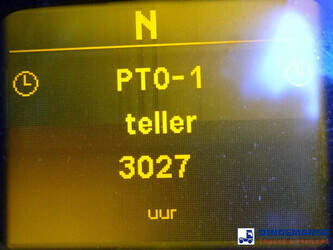 N
PTO-1
teller
3027
uur